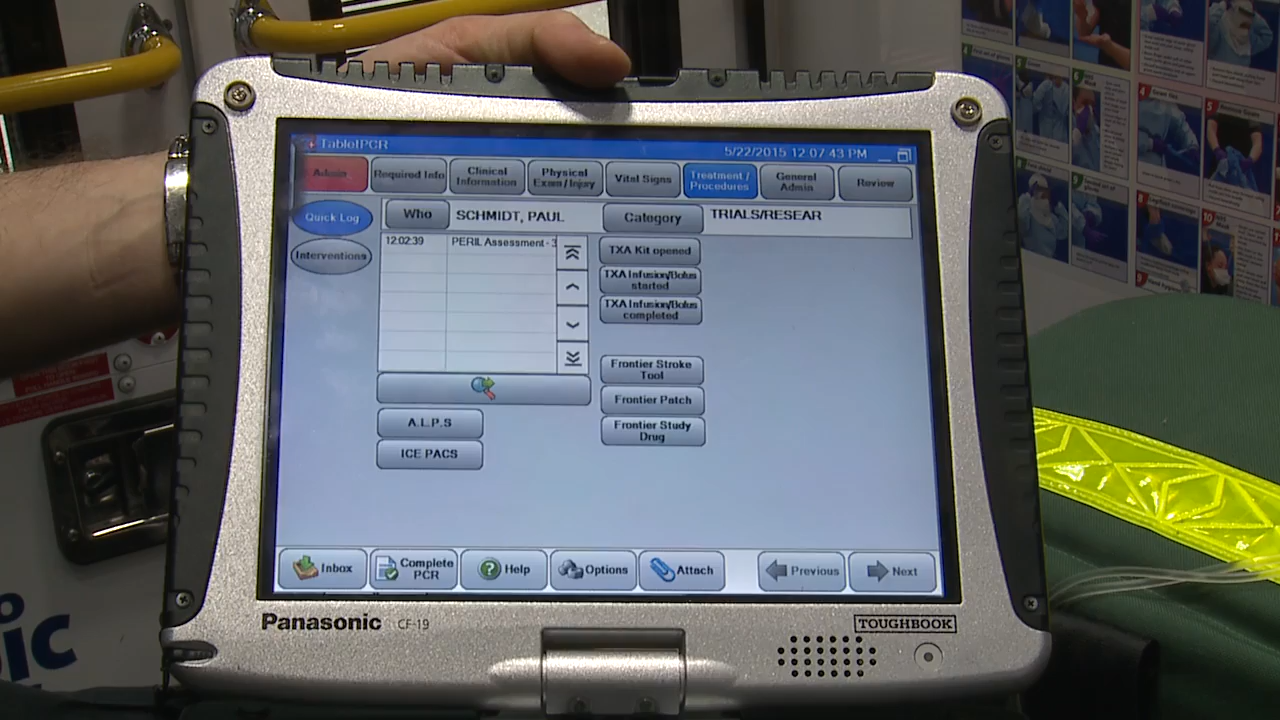 TabletPCR
5/22/2015 12:07:43 PM
Admin
Required Info
Clinical Information
Physical Exam/Injury
Vital Signs
Treatment / Procedures
General Admin
Review
Quick Log
Who
SCHMIDT, PAUL
Category
TRIALS/RESEAR
Interventions
12:02:39
PERIL Assessment - 3
TXA Kit opened
TXA Infusion/Bolus started
TXA Infusion/Bolus completed
Frontier Stroke Tool
Frontier Patch
Frontier Study Drug
A.L.P.S
ICE PACS
Inbox
Complete PCR
Help
Options
Attach
Previous
Next
Panasonic
CF-19
TOUGHBOOK